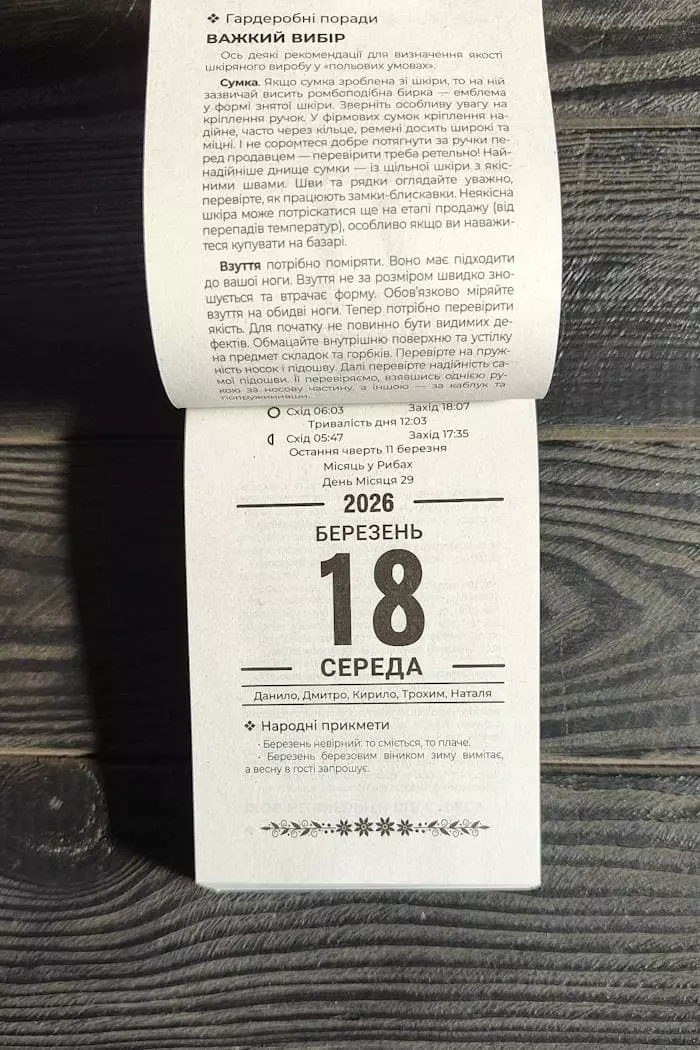 ❖ Гардеробні поради
ВАЖКИЙ ВИБІР
Ось деякі рекомендації для визначення якості
шкіряного виробу у «польових умовах».
Сумка. Якщо сумка зроблена зі шкіри, то на ній
зазвичай висить ромбоподібна бирка — емблема
у формі знятої шкіри. Зверніть особливу увагу на
кріплення ручок. У фірмових сумок кріплення на-
дійне, часто через кільце, ремені досить широкі та
міцні. І не соромтеся добре потягнути за ручки пе-
ред продавцем — перевірити треба ретельно! Най-
надійніше днище сумки — із щільної шкіри з якіс-
ними швами. Шви та рядки оглядайте уважно,
перевірте, як працюють замки-блискавки. Неякісна
шкіра може потріскатися ще на етапі продажу (від
перепадів температур), особливо якщо ви наважи-
теся купувати на базарі.
Взуття потрібно поміряти. Воно має підходити
до вашої ноги. Взуття не за розміром швидко зно-
шується та втрачає форму. Обов'язково міряйте
взуття на обидві ноги. Тепер потрібно перевірити
якість. Для початку не повинно бути видимих де-
фектів. Обмацайте внутрішню поверхню та устілку
на предмет складок та горбків. Перевірте на пруж-
ність носок і підошву. Далі перевірте надійність са-
мої підошви. Її перевіряємо, взявшись однією ру-
кою за носову частину, а іншою — за каблук та
попружинивши.
Схід 06:03 Захід 18:07
Тривалість дня 12:03
Схід 05:47 Захід 17:35
Остання чверть 11 березня
Місяць у Рибах
День Місяця 29
2026
БЕРЕЗЕНЬ
18
СЕРЕДА
Данило, Дмитро, Кирило, Трохим, Наталя
❖ Народні прикмети
• Березень невірний: то сміється, то плаче.
• Березень березовим віником зиму вимітає,
а весну в гості запрошує.